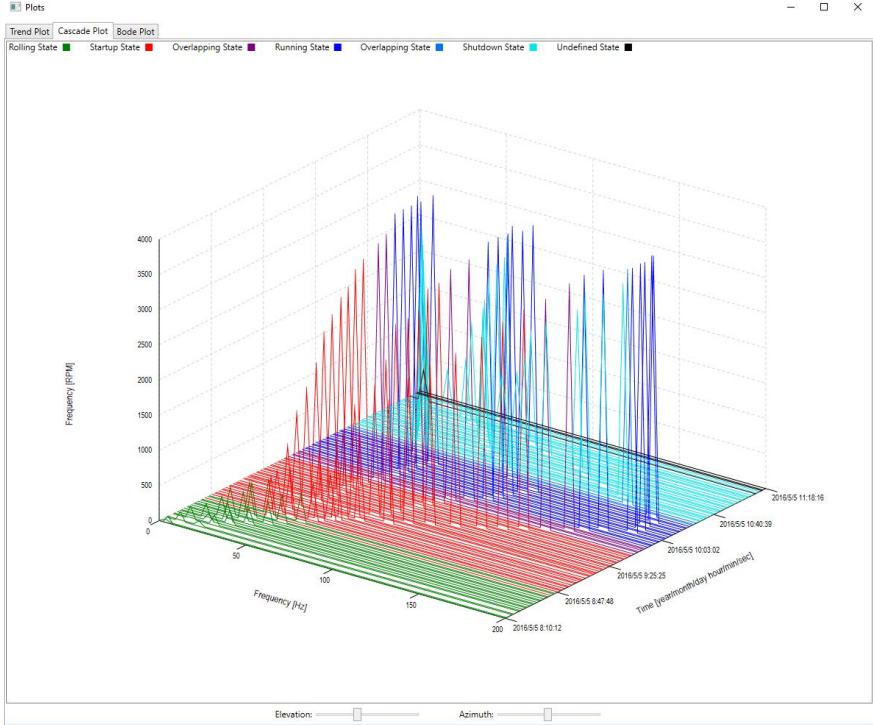 Plots
Trend Plot Cascade Plot Bode Plot
Rolling State Startup State Overlapping State Running State Overlapping State Shutdown State Undefined State
4000
3500
3000
2500
2000
1500
1000
500
0
Frequency [RPM]
0
50
100
150
200
Frequency [Hz]
2016/5/5 11:18:16
2016/5/5 10:40:39
2016/5/5 10:03:02
2016/5/5 9:25:25
2016/5/5 8:47:48
2016/5/5 8:10:12
Time [year/month/day hour/min/sec]
Elevation: Azimuth: